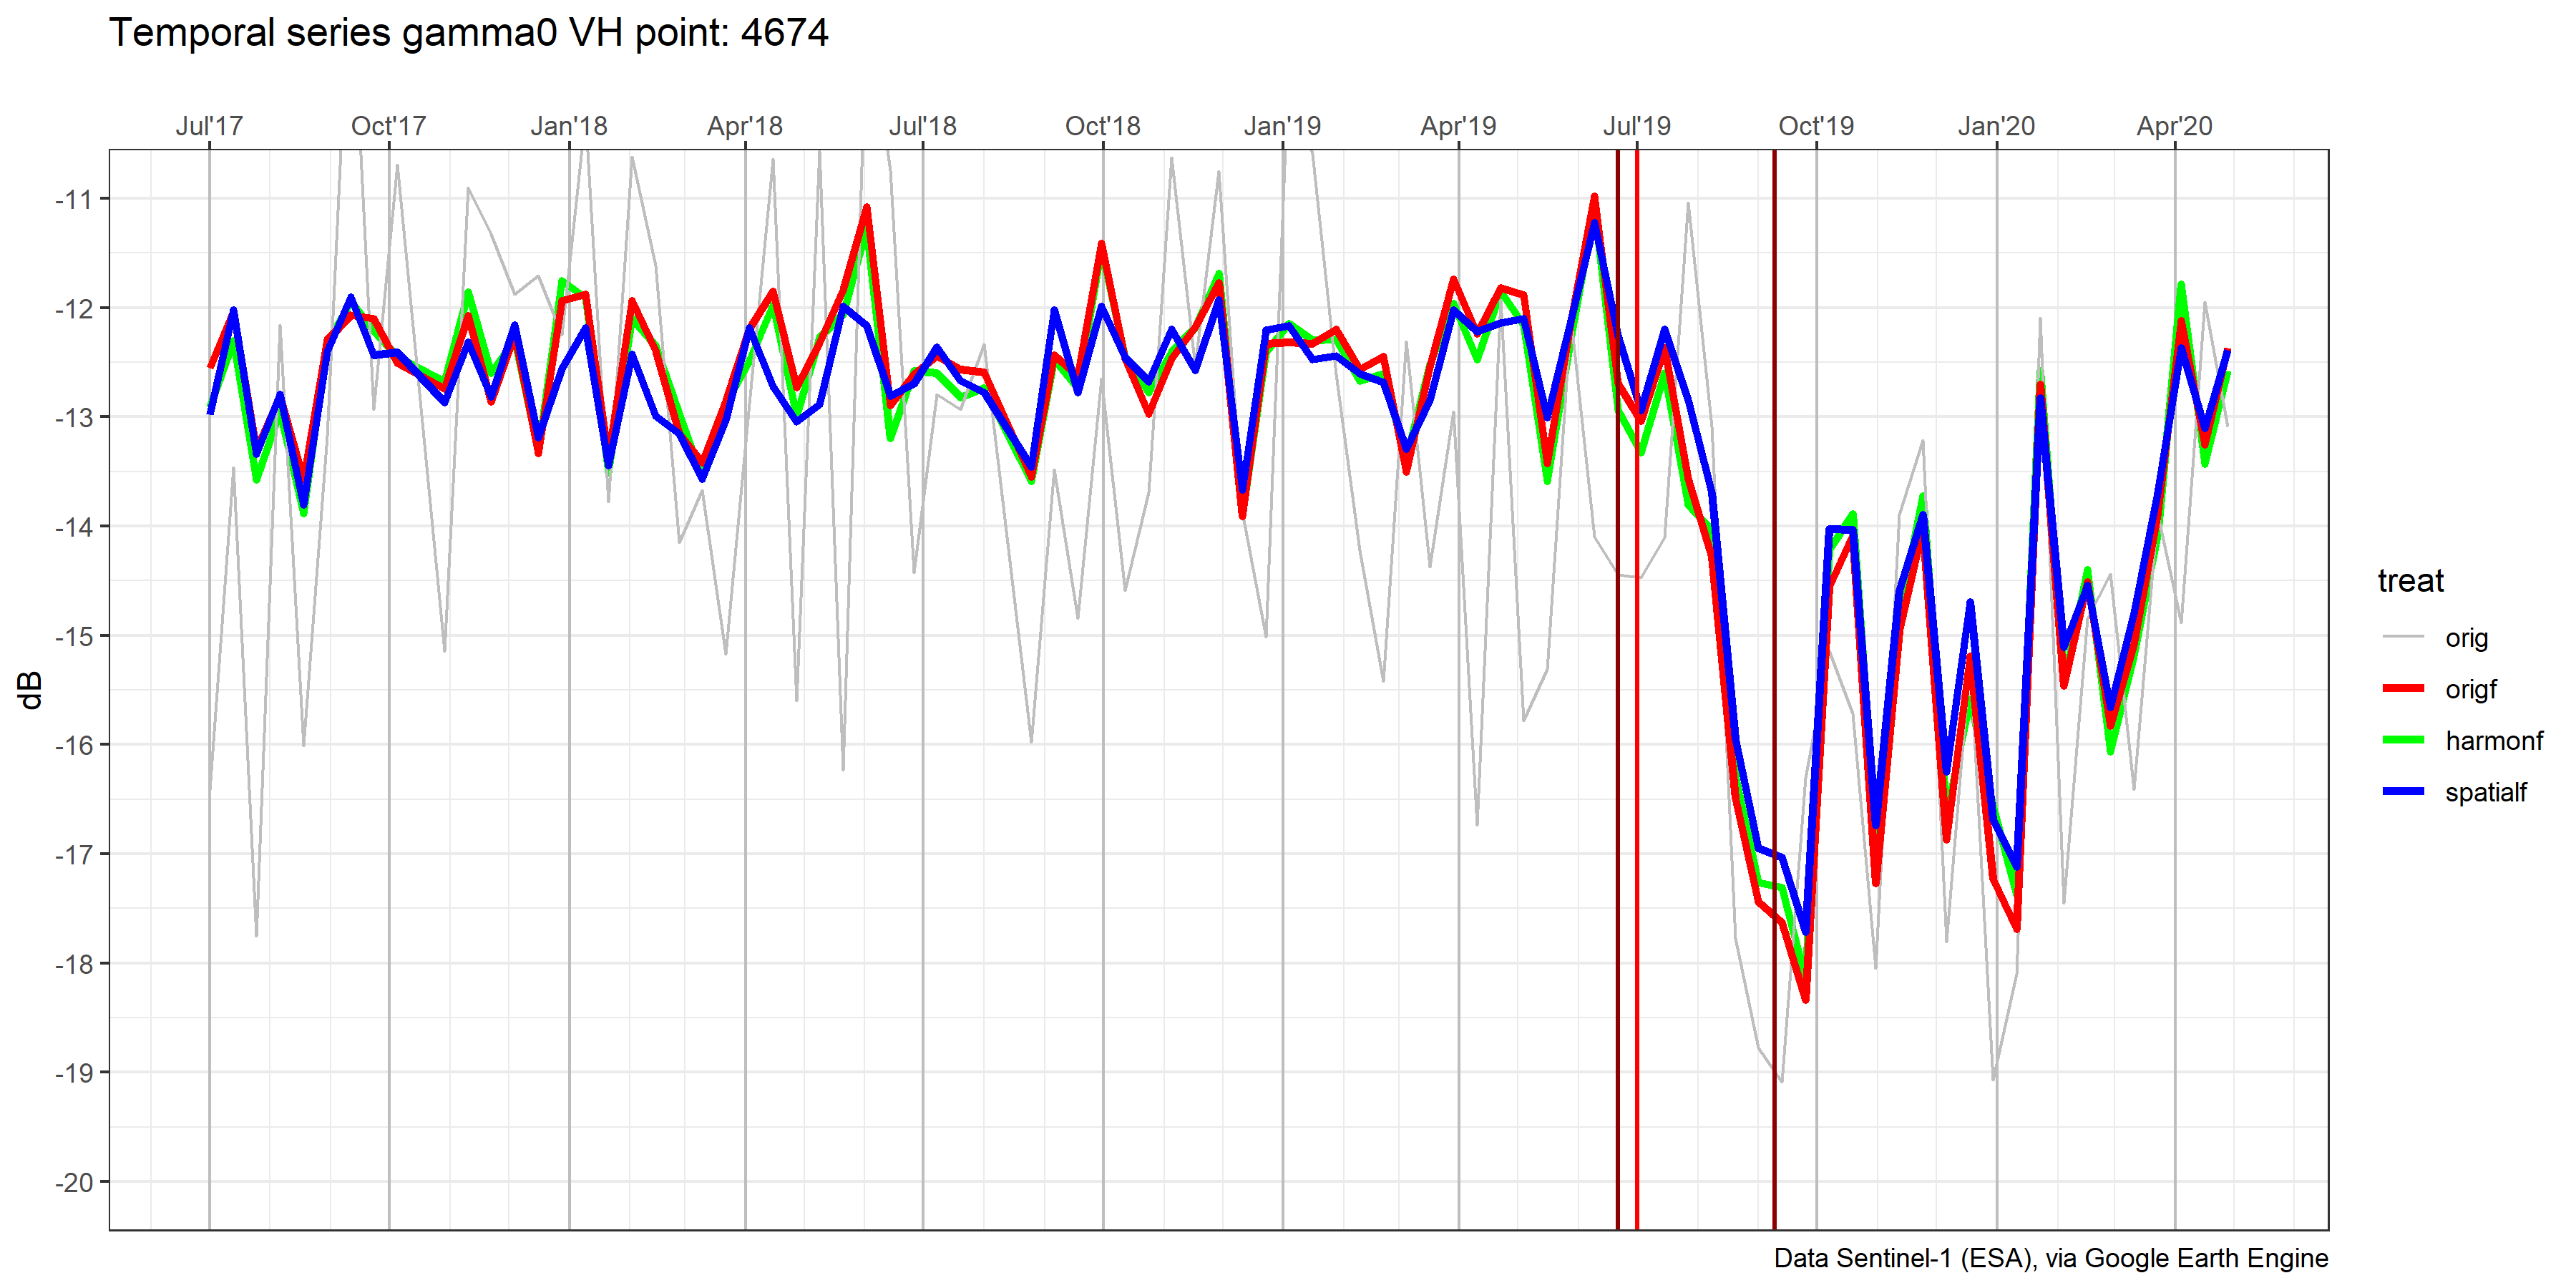 Temporal series gamma0 VH point: 4674
Jul'17 Oct'17 Jan'18 Apr'18 Jul'18 Oct'18 Jan'19 Apr'19 Jul'19 Oct'19 Jan'20 Apr'20
-11
-12
-13
-14
-15
-16
-17
-18
-19
-20
dB
treat
orig
origf
harmonf
spatialf
Data Sentinel-1 (ESA), via Google Earth Engine